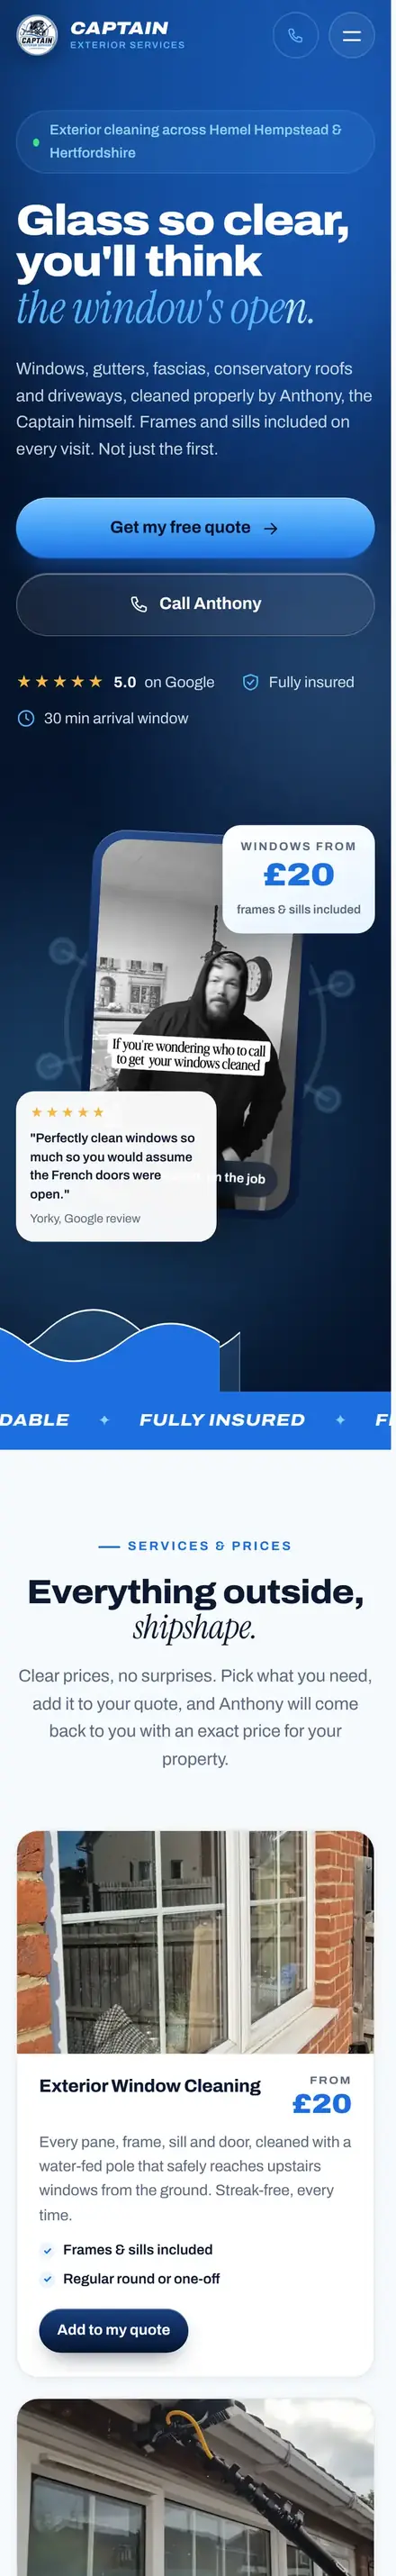 CAPTAIN
EXTERIOR SERVICES
Exterior cleaning across Hemel Hempstead &
Hertfordshire
Glass so clear,
you'll think
the window's open.
Windows, gutters, fascias, conservatory roofs
and driveways, cleaned properly by Anthony, the
Captain himself. Frames and sills included on
every visit. Not just the first.
Get my free quote →
Call Anthony
★★★★★ 5.0 on Google
Fully insured
30 min arrival window
WINDOWS FROM
£20
frames & sills included
If you're wondering who to call
to get your windows cleaned
★★★★★
"Perfectly clean windows so
much so you would assume
the French doors were
open."
Yorky, Google review
on the job
DABLE ✦ FULLY INSURED ✦
SERVICES & PRICES
Everything outside,
shipshape.
Clear prices, no surprises. Pick what you need,
add it to your quote, and Anthony will come
back to you with an exact price for your
property.
Exterior Window Cleaning
FROM
£20
Every pane, frame, sill and door, cleaned with a
water-fed pole that safely reaches upstairs
windows from the ground. Streak-free, every
time.
Frames & sills included
Regular round or one-off
Add to my quote